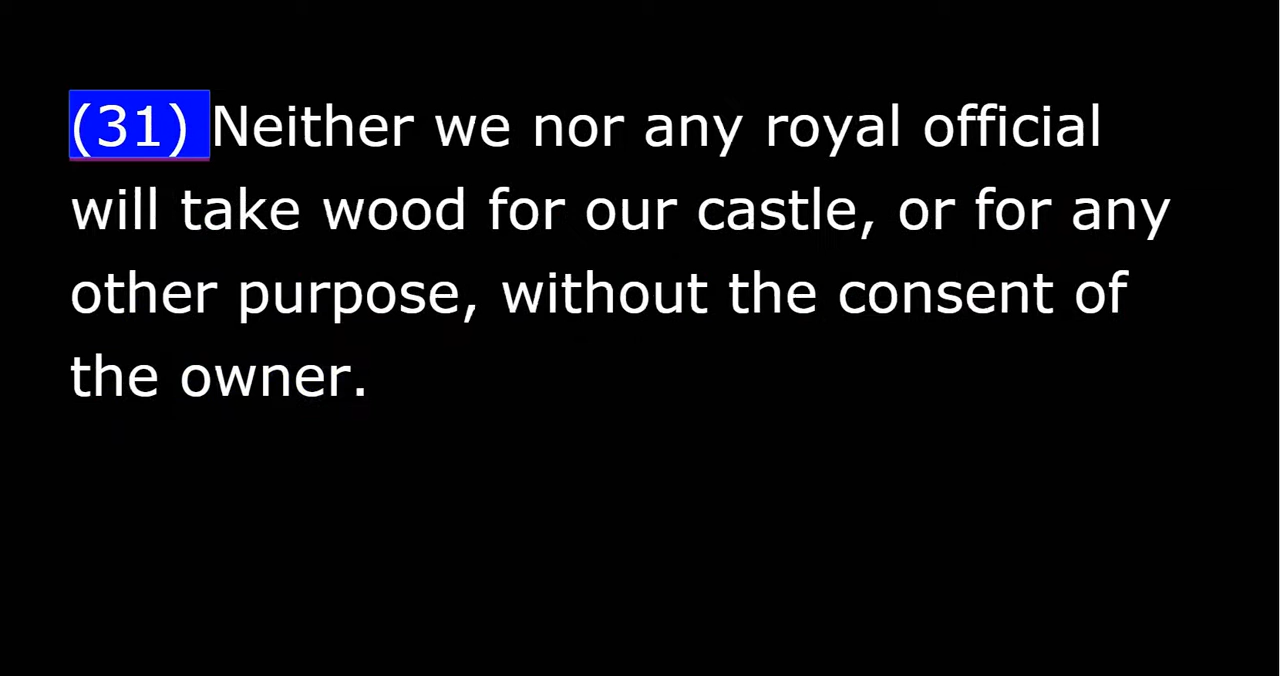 (31) Neither we nor any royal official
will take wood for our castle, or for any
other purpose, without the consent of
the owner.